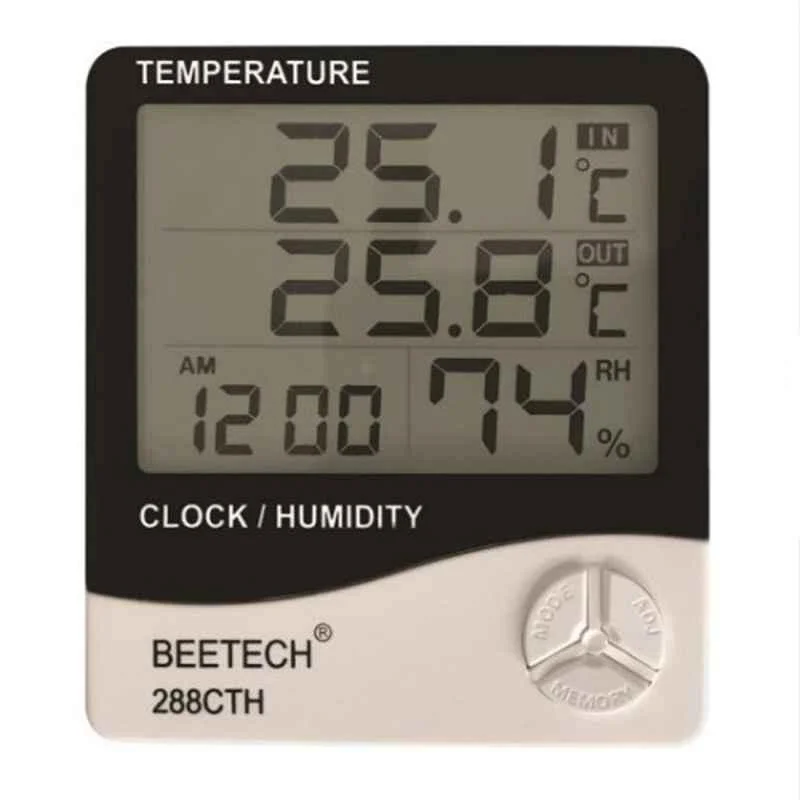 TEMPERATURE
25.1 IN °C
25.8 OUT °C
AM 12 00 74 RH %
CLOCK / HUMIDITY
MODE ADJ
MEMORY
BEETECH®
288CTH